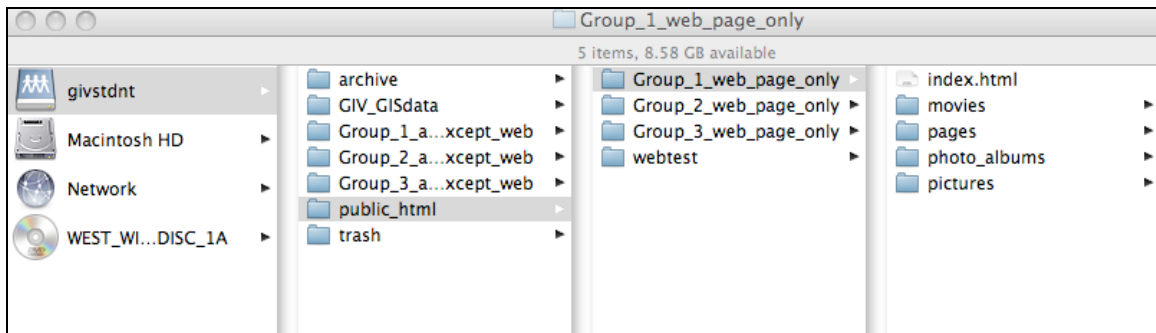 Group_1_web_page_only
5 items, 8.58 GB available
givstdnt
Macintosh HD
Network
WEST_WI...DISC_1A
archive
GIV_GISdata
Group_1_a...xcept_web
Group_2_a...xcept_web
Group_3_a...xcept_web
public_html
trash
Group_1_web_page_only
Group_2_web_page_only
Group_3_web_page_only
webtest
index.html
movies
pages
photo_albums
pictures